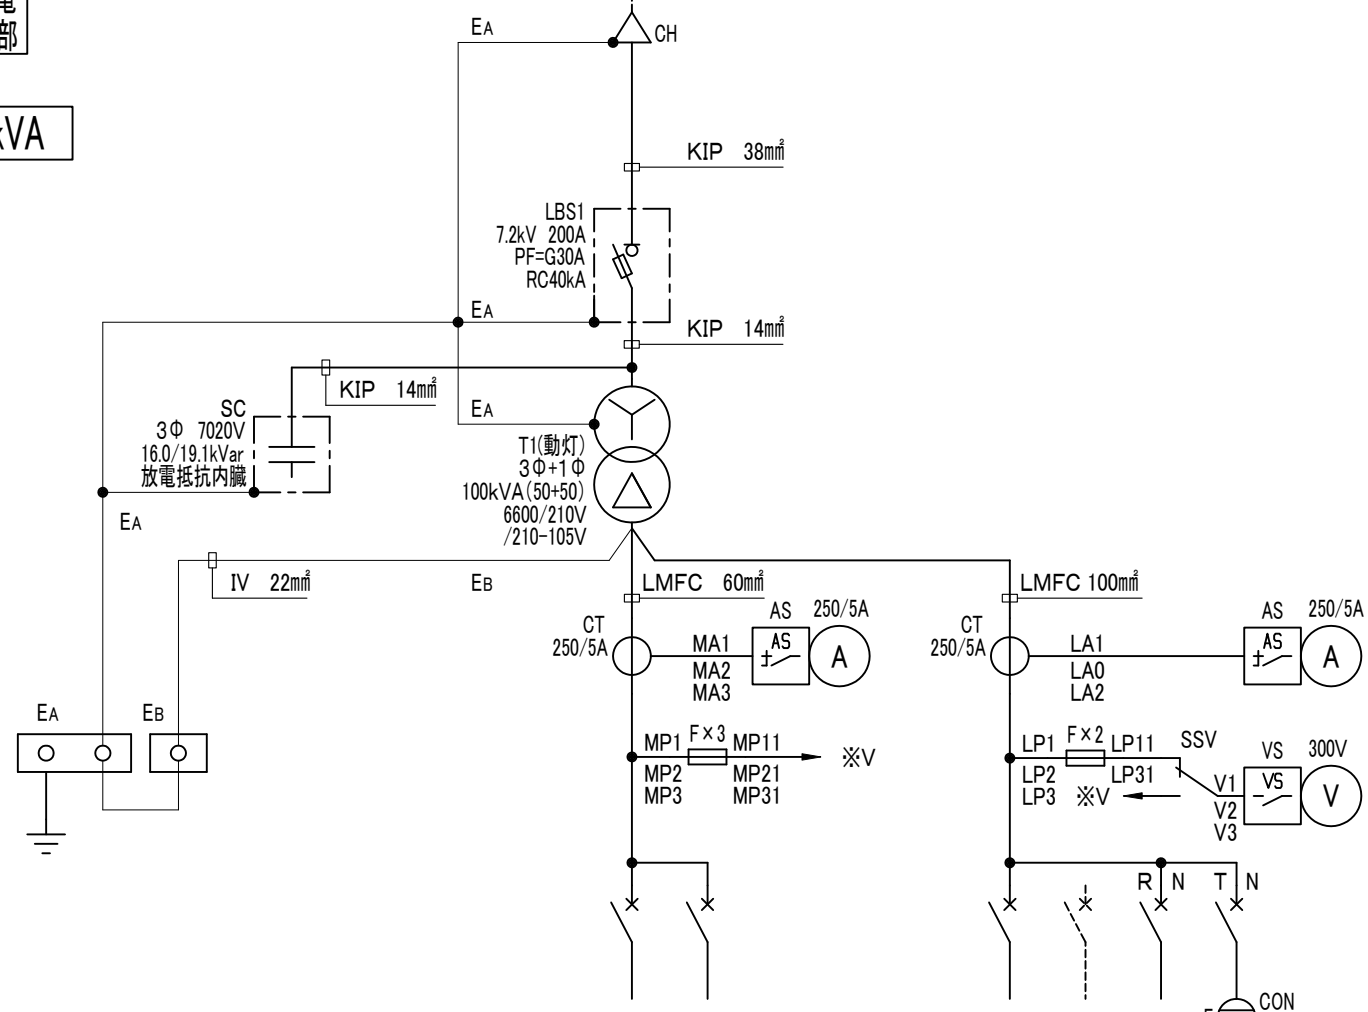 部
kVA
EA
CH
KIP 38mm²
LBS1
7.2kV 200A
PF=G30A
RC40kA
EA
KIP 14mm²
KIP 14mm²
EA
SC
3Φ 7020V
16.0/19.1kVar
放電抵抗内臓
EA
T1(動灯)
3Φ+1Φ
100kVA(50+50)
6600/210V
/210-105V
IV 22mm²
EB
LMFC 60mm²
LMFC 100mm²
CT
250/5A
MA1
MA2
MA3
AS 250/5A
AS
A
CT
250/5A
LA1
LA0
LA2
AS 250/5A
AS
A
EA
EB
MP1 F×3 MP11
MP2 MP21
MP3 MP31
※V
LP1 F×2 LP11
LP2 LP31
LP3 ※V
SSV
V1
V2
V3
VS 300V
VS
V
R N T N
CON